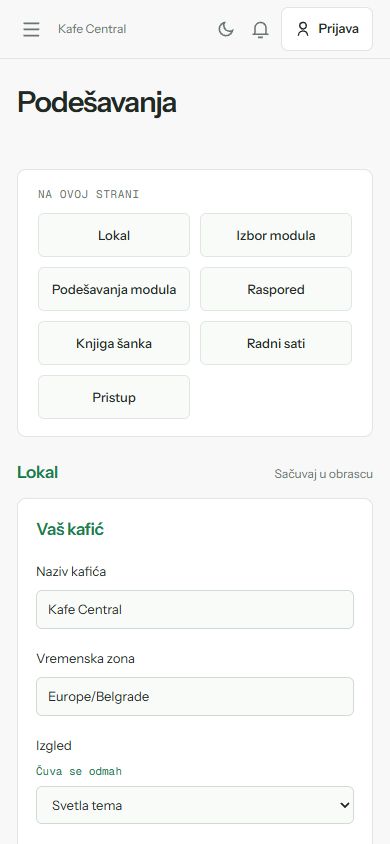 Kafe Central
Prijava
Podešavanja
NA OVOJ STRANI
Lokal
Izbor modula
Podešavanja modula
Raspored
Knjiga šanka
Radni sati
Pristup
Lokal
Sačuvaj u obrascu
Vaš kafić
Naziv kafića
Kafe Central
Vremenska zona
Europe/Belgrade
Izgled
Čuva se odmah
Svetla tema